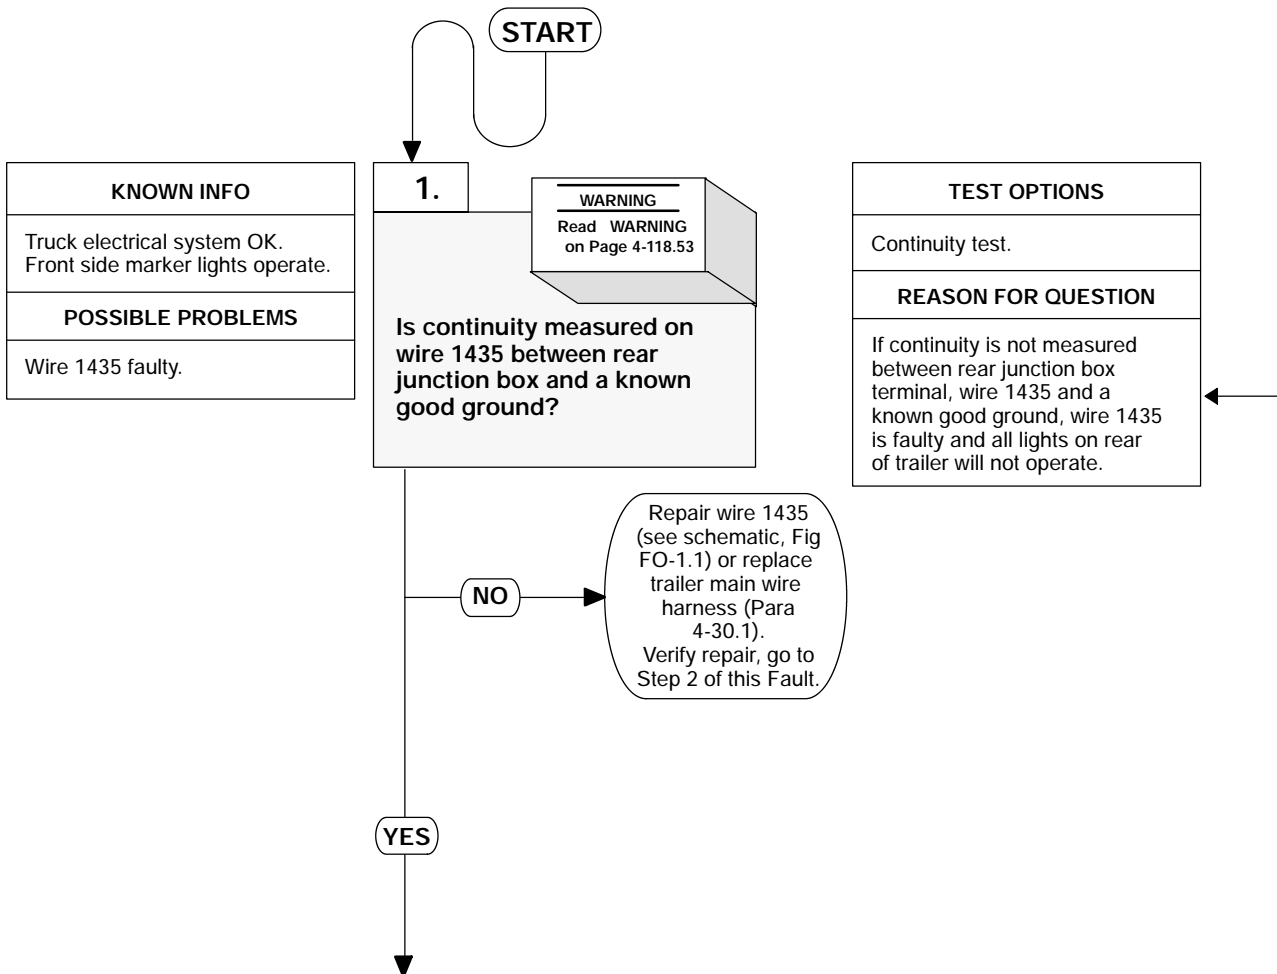 START
KNOWN INFO
Truck electrical system OK.
Front side marker lights operate.
POSSIBLE PROBLEMS
Wire 1435 faulty.
1.
WARNING
Read WARNING
on Page 4-118.53
Is continuity measured on
wire 1435 between rear
junction box and a known
good ground?
TEST OPTIONS
Continuity test.
REASON FOR QUESTION
If continuity is not measured
between rear junction box
terminal, wire 1435 and a
known good ground, wire 1435
is faulty and all lights on rear
of trailer will not operate.
NO
Repair wire 1435
(see schematic, Fig
FO-1.1) or replace
trailer main wire
harness (Para
4-30.1).
Verify repair, go to
Step 2 of this Fault.
YES